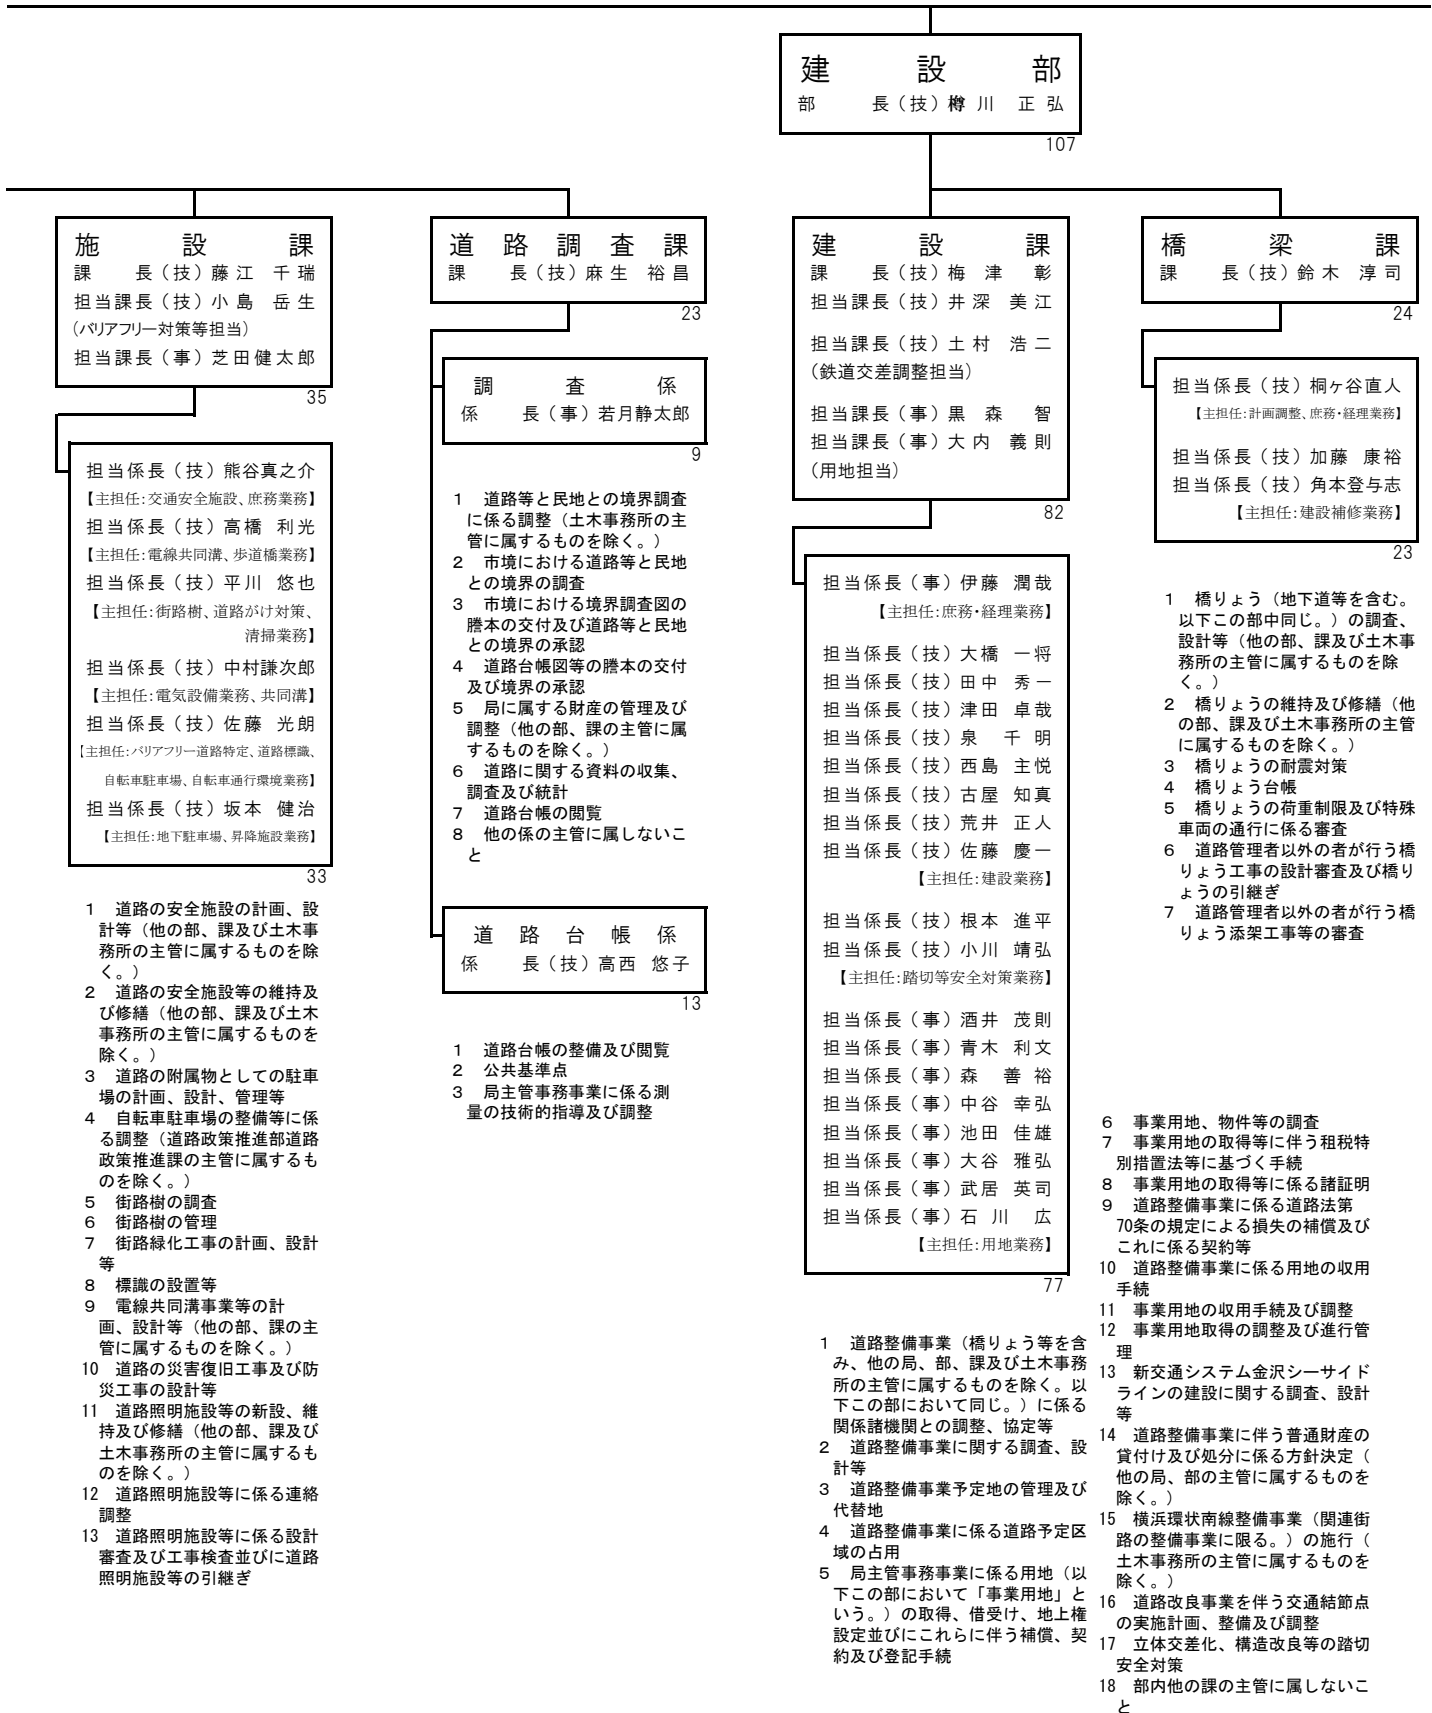 建設部
部　　長（技）樽川　正弘
107
施設課
課　　長（技）藤江　千瑞
担当課長（技）小島　岳生
（バリアフリー対策等担当）
担当課長（事）芝田健太郎
35
担当係長（技）熊谷真之介
【主担任:交通安全施設、庶務業務】
担当係長（技）高橋　利光
【主担任:電線共同溝、歩道橋業務】
担当係長（技）平川　悠也
【主担任:街路樹、道路がけ対策、
清掃業務】
担当係長（技）中村謙次郎
【主担任:電気設備業務、共同溝】
担当係長（技）佐藤　光朗
【主担任:バリアフリー道路特定、道路標識、
自転車駐車場、自転車通行環境業務】
担当係長（技）坂本　健治
【主担任:地下駐車場、昇降施設業務】
33
1　道路の安全施設の計画、設
計等（他の部、課及び土木事
務所の主管に属するものを除
く。）
2　道路の安全施設等の維持及
び修繕（他の部、課及び土木
事務所の主管に属するものを
除く。）
3　道路の附属物としての駐車
場の計画、設計、管理等
4　自転車駐車場の整備等に係
る調整（道路政策推進部道路
政策推進課の主管に属するも
のを除く。）
5　街路樹の調査
6　街路樹の管理
7　街路緑化工事の計画、設計
等
8　標識の設置等
9　電線共同溝事業等の計
画、設計等（他の部、課の主
管に属するものを除く。）
10　道路の災害復旧工事及び防
災工事の設計等
11　道路照明施設等の新設、維
持及び修繕（他の部、課及び
土木事務所の主管に属するも
のを除く。）
12　道路照明施設等に係る連絡
調整
13　道路照明施設等に係る設計
審査及び工事検査並びに道路
照明施設等の引継ぎ
道路調査課
課　　長（技）麻生　裕昌
23
調査係
係　　長（事）若月静太郎
9
1　道路等と民地との境界調査
に係る調整（土木事務所の主
管に属するものを除く。）
2　市境における道路等と民地
との境界の調査
3　市境における境界調査図の
謄本の交付及び道路等と民地
との境界の承認
4　道路台帳図等の謄本の交付
及び境界の承認
5　局に属する財産の管理及び
調整（他の部、課の主管に属
するものを除く。）
6　道路に関する資料の収集、
調査及び統計
7　道路台帳の閲覧
8　他の係の主管に属しないこ
と
道路台帳係
係　　長（技）高西　悠子
13
1　道路台帳の整備及び閲覧
2　公共基準点
3　局主管事務事業に係る測
量の技術的指導及び調整
建設課
課　　長（技）梅津　彰
担当課長（技）井深　美江
担当課長（技）土村　浩二
（鉄道交差調整担当）
担当課長（事）黒森　智
担当課長（事）大内　義則
（用地担当）
82
担当係長（事）伊藤　潤哉
【主担任:庶務・経理業務】
担当係長（技）大橋　一将
担当係長（技）田中　秀一
担当係長（技）津田　卓哉
担当係長（技）泉　千明
担当係長（技）西島　主悦
担当係長（技）古屋　知真
担当係長（技）荒井　正人
担当係長（技）佐藤　慶一
【主担任:建設業務】
担当係長（技）根本　進平
担当係長（技）小川　靖弘
【主担任:踏切等安全対策業務】
担当係長（事）酒井　茂則
担当係長（事）青木　利文
担当係長（事）森　善裕
担当係長（事）中谷　幸弘
担当係長（事）池田　佳雄
担当係長（事）大谷　雅弘
担当係長（事）武居　英司
担当係長（事）石川　広
【主担任:用地業務】
77
1　道路整備事業（橋りょう等を含
み、他の局、部、課及び土木事務
所の主管に属するものを除く。以
下この部において同じ。）に係る
関係諸機関との調整、協定等
2　道路整備事業に関する調査、設
計等
3　道路整備事業予定地の管理及び
代替地
4　道路整備事業に係る道路予定区
域の占用
5　局主管事務事業に係る用地（以
下この部において「事業用地」と
いう。）の取得、借受け、地上権
設定並びにこれらに伴う補償、契
約及び登記手続
6　事業用地、物件等の調査
7　事業用地の取得等に伴う租税特
別措置法等に基づく手続
8　事業用地の取得等に係る諸証明
9　道路整備事業に係る道路法第
70条の規定による損失の補償及び
これに係る契約等
10　道路整備事業に係る用地の収用
手続
11　事業用地の収用手続及び調整
12　事業用地取得の調整及び進行管
理
13　新交通システム金沢シーサイド
ラインの建設に関する調査、設計
等
14　道路整備事業に伴う普通財産の
貸付け及び処分に係る方針決定（
他の局、部の主管に属するものを
除く。）
15　横浜環状南線整備事業（関連街
路の整備事業に限る。）の施行（
土木事務所の主管に属するものを
除く。）
16　道路改良事業を伴う交通結節点
の実施計画、整備及び調整
17　立体交差化、構造改良等の踏切
安全対策
18　部内他の課の主管に属しないこ
と
橋梁課
課　　長（技）鈴木　淳司
24
担当係長（技）桐ヶ谷直人
【主担任:計画調整、庶務・経理業務】
担当係長（技）加藤　康裕
担当係長（技）角本登与志
【主担任:建設補修業務】
23
1　橋りょう（地下道等を含む。
以下この部中同じ。）の調査、
設計等（他の部、課及び土木事
務所の主管に属するものを除
く。）
2　橋りょうの維持及び修繕（他
の部、課及び土木事務所の主管
に属するものを除く。）
3　橋りょうの耐震対策
4　橋りょう台帳
5　橋りょうの荷重制限及び特殊
車両の通行に係る審査
6　道路管理者以外の者が行う橋
りょう工事の設計審査及び橋り
ょうの引継ぎ
7　道路管理者以外の者が行う橋
りょう添架工事等の審査